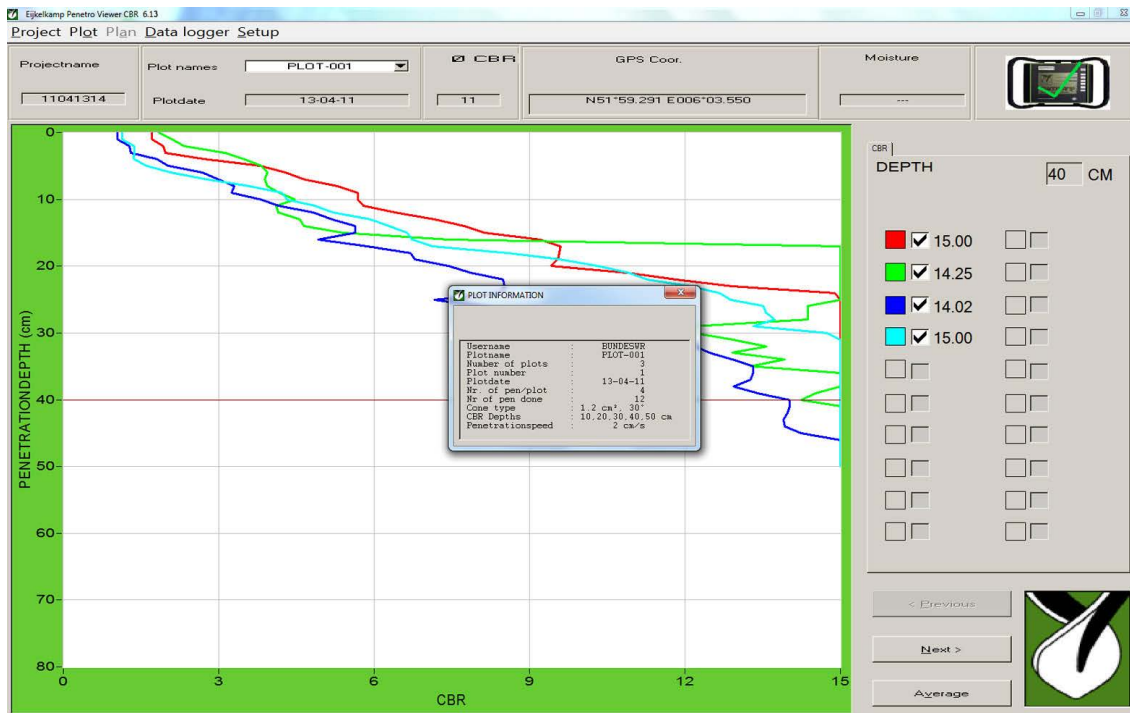 Eijkelkamp Penetro Viewer CBR 6.13
Project Plot Plan Data logger Setup
Projectname
11041314
Plot names PLOT-001
Plotdate 13-04-11
Ø CBR
11
GPS Coor.
N51°59.291 E006°03.550
Moisture
---
0
10
20
30
40
50
60
70
80
PENETRATIONDEPTH (cm)
0 3 6 9 12 15
CBR
PLOT INFORMATION
Username : BUNDESWR
Plotname : PLOT-001
Number of plots : 3
Plot number : 1
Plotdate : 13-04-11
Nr. of pen/plot : 4
Nr of pen done : 12
Cone type : 1.2 cm², 30°
CBR Depths : 10,20,30,40,50 cm
Penetrationspeed : 2 cm/s
CBR
DEPTH 40 CM
15.00
14.25
14.02
15.00
< Previous
Next >
Average